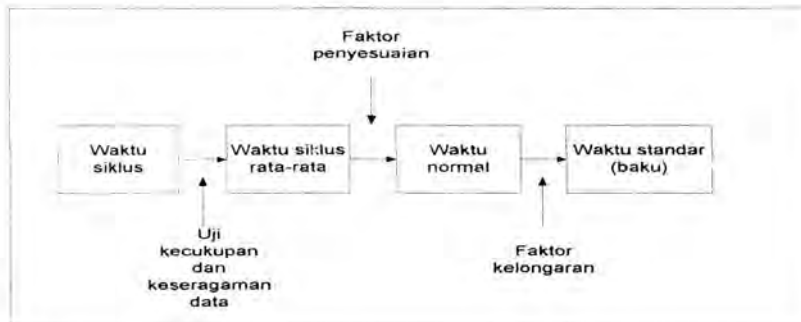 Faktor
penyesuaian
Waktu
siklus
Waktu siklus
rata-rata
Waktu
normal
Waktu standar
(baku)
Uji
kecukupan
dan
keseragaman
data
Faktor
kelongaran